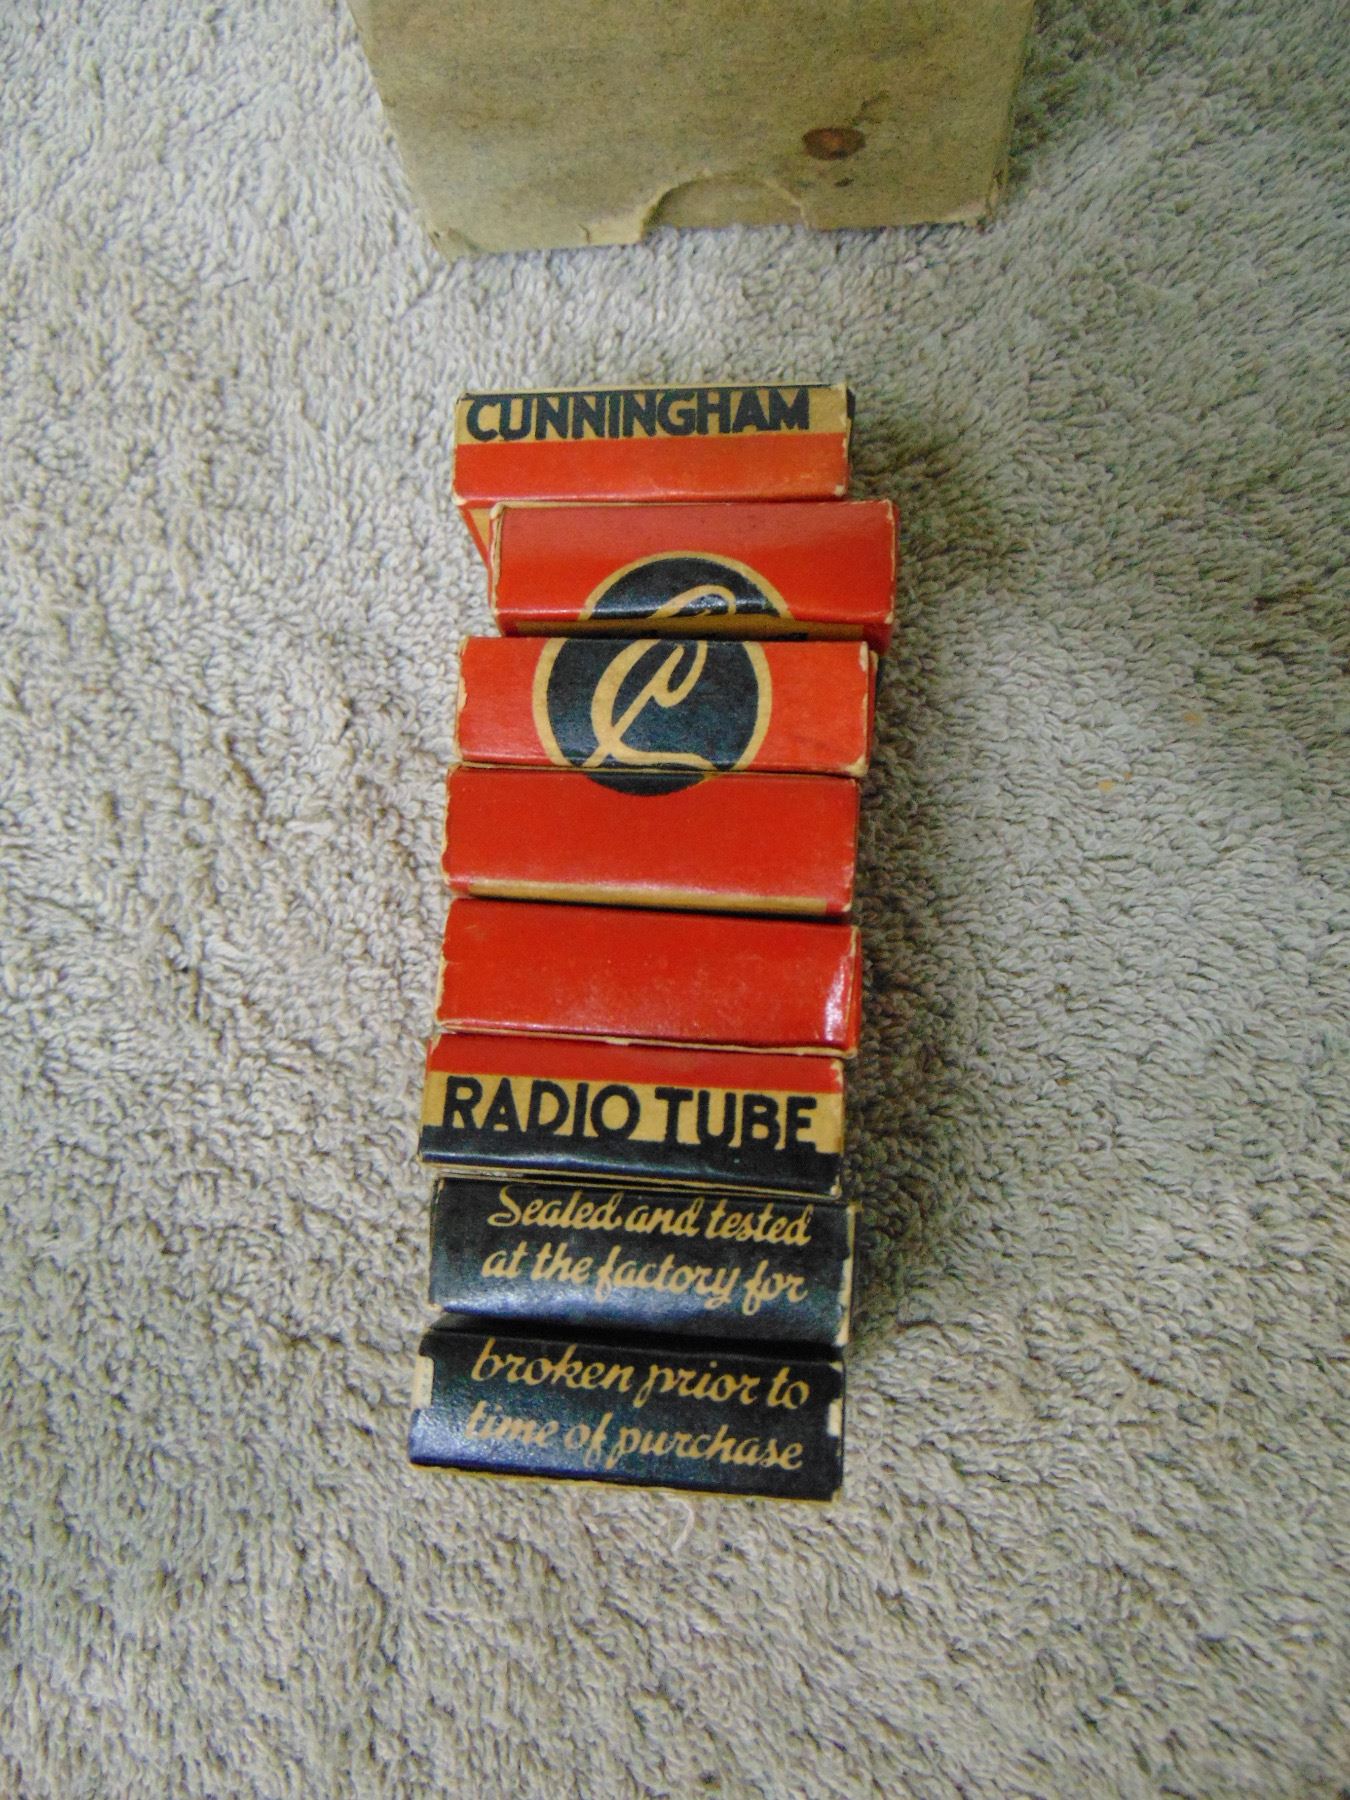 CUNNINGHAM
C
RADIO TUBE
Sealed and tested
at the factory for
broken prior to
time of purchase